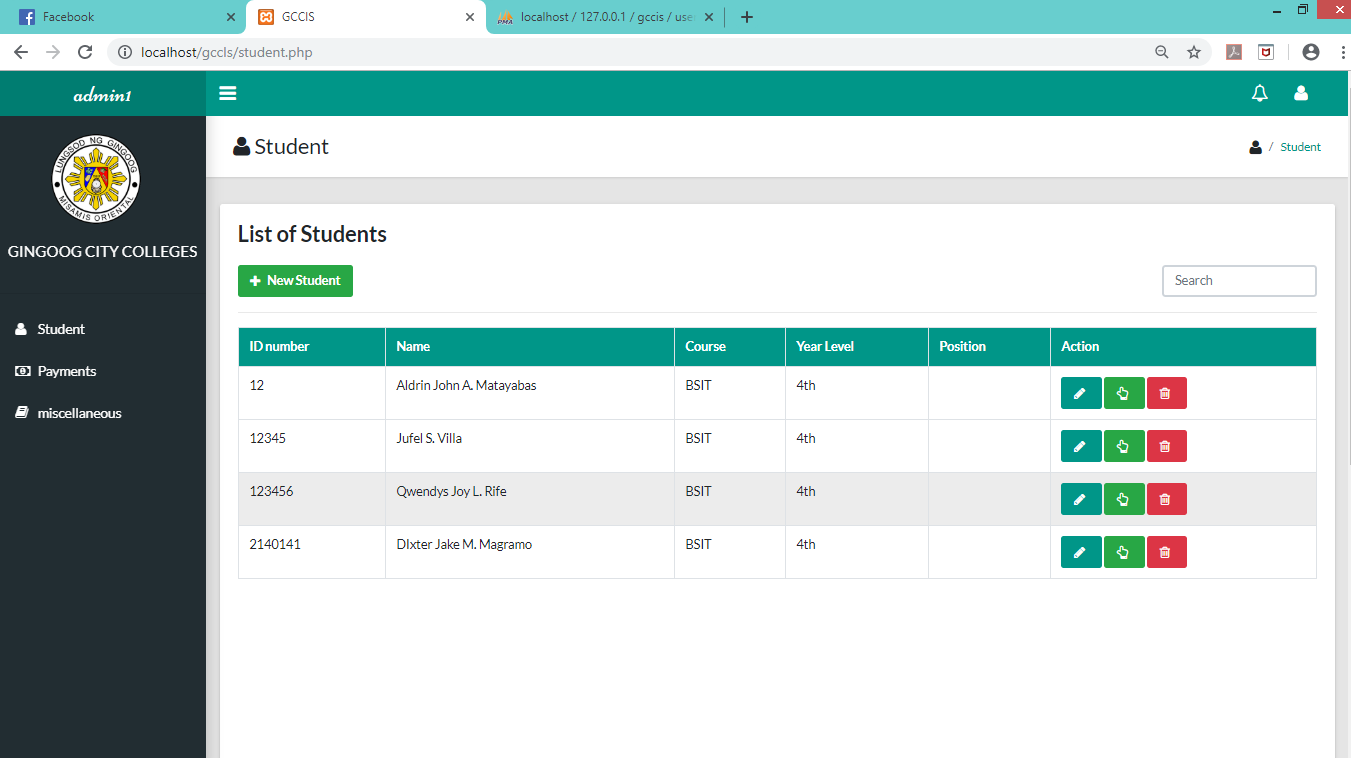 Facebook
GCCIS
localhost / 127.0.0.1 / gccis / use
localhost/gccls/student.php
admin1
Student
/ Student
LUNGSOD NG GINGOOG
MISAMIS ORIENTAL
GINGOOG CITY COLLEGES
Student
Payments
miscellaneous
List of Students
New Student
Search
ID number Name Course Year Level Position Action
12 Aldrin John A. Matayabas BSIT 4th
12345 Jufel S. Villa BSIT 4th
123456 Qwendys Joy L. Rife BSIT 4th
2140141 DIxter Jake M. Magramo BSIT 4th